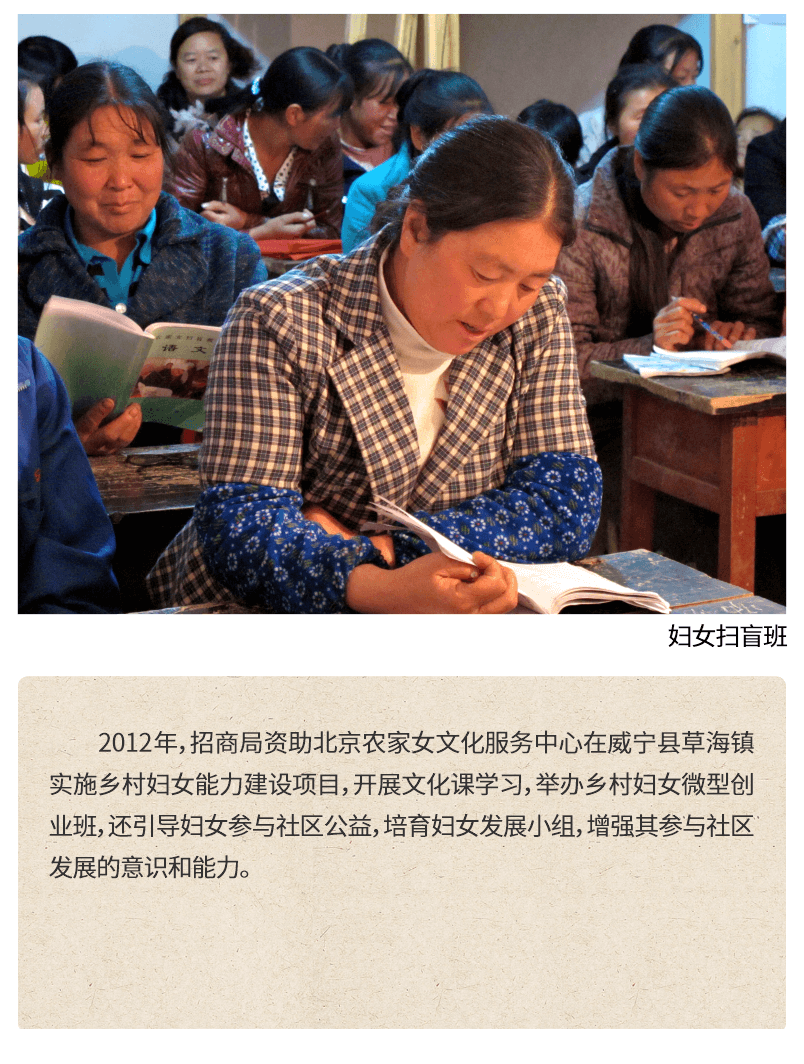 语文
妇女扫盲班
2012年，招商局资助北京农家女文化服务中心在威宁县草海镇
实施乡村妇女能力建设项目，开展文化课学习，举办乡村妇女微型创
业班，还引导妇女参与社区公益，培育妇女发展小组，增强其参与社区
发展的意识和能力。